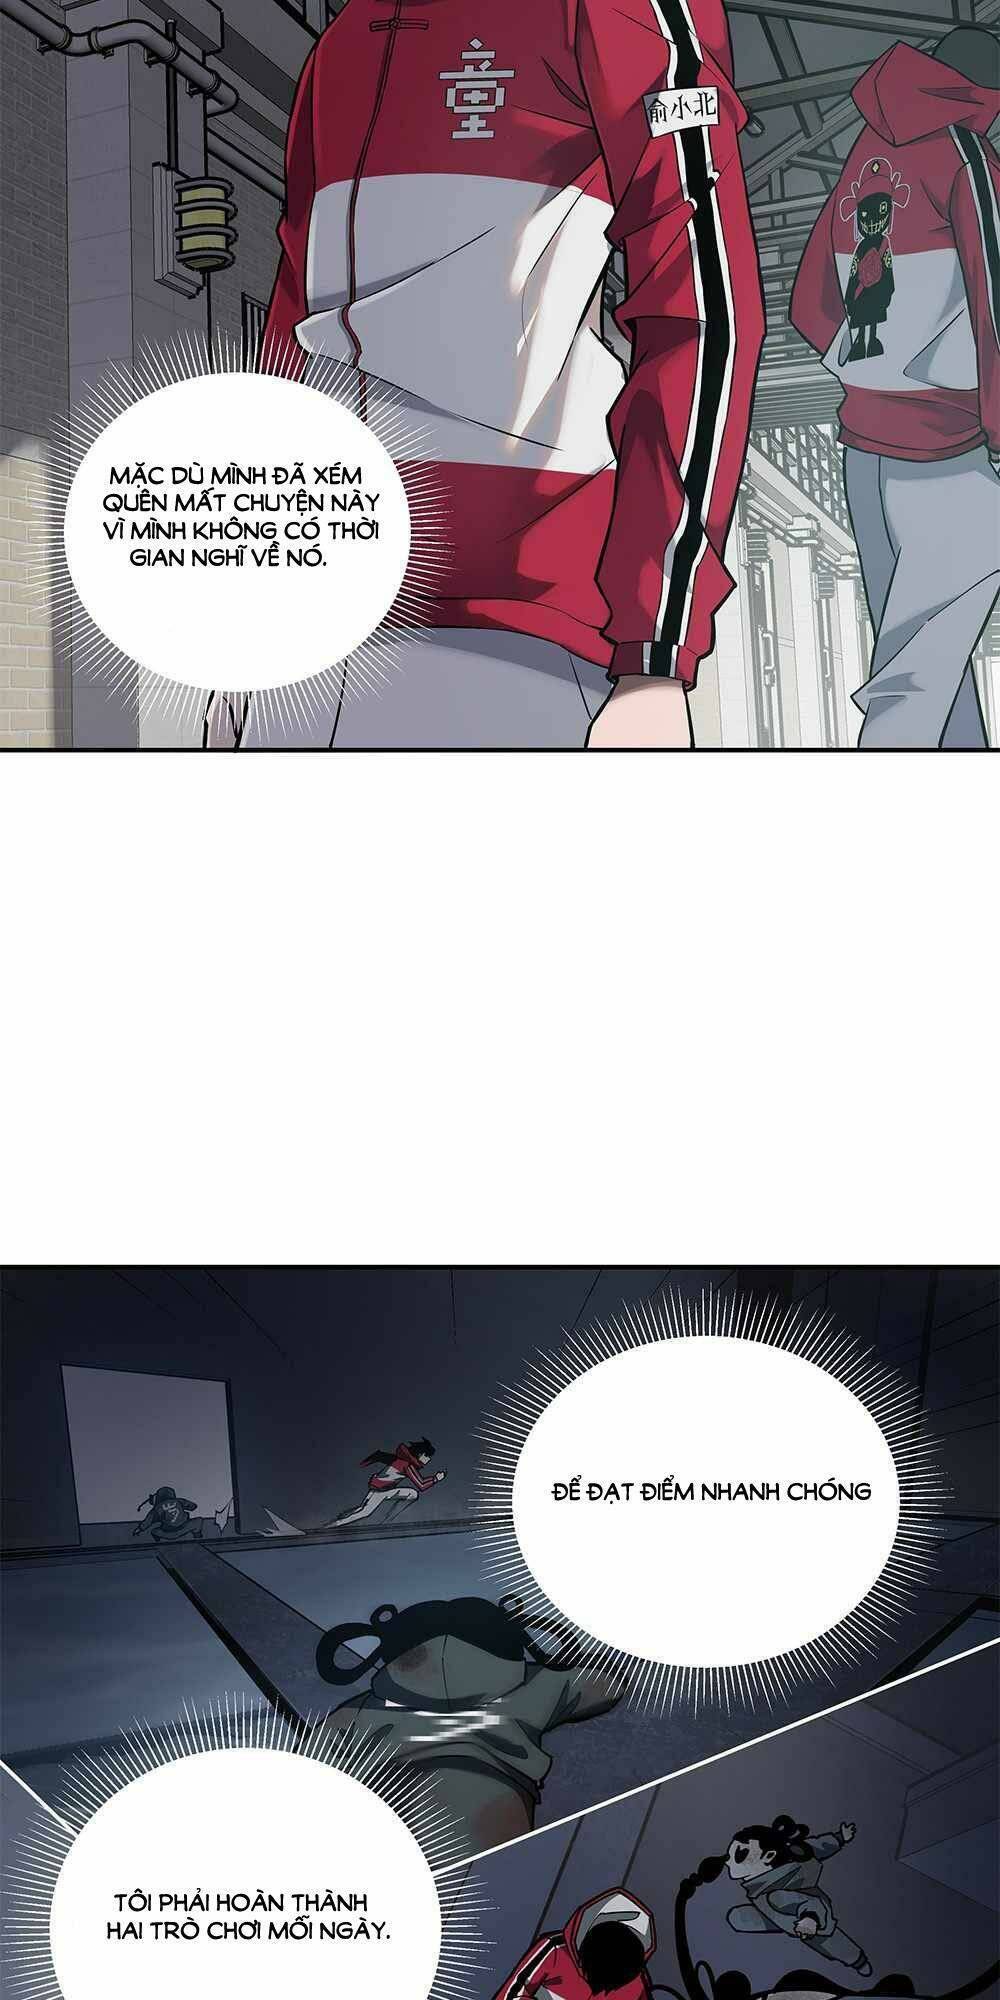 童
俞小北
MẶC DÙ MÌNH ĐÃ XÉM
QUÊN MẤT CHUYỆN NÀY
VÌ MÌNH KHÔNG CÓ THỜI
GIAN NGHĨ VỀ NÓ.
ĐỂ ĐẠT ĐIỂM NHANH CHÓNG
TÔI PHẢI HOÀN THÀNH
HAI TRÒ CHƠI MỖI NGÀY.